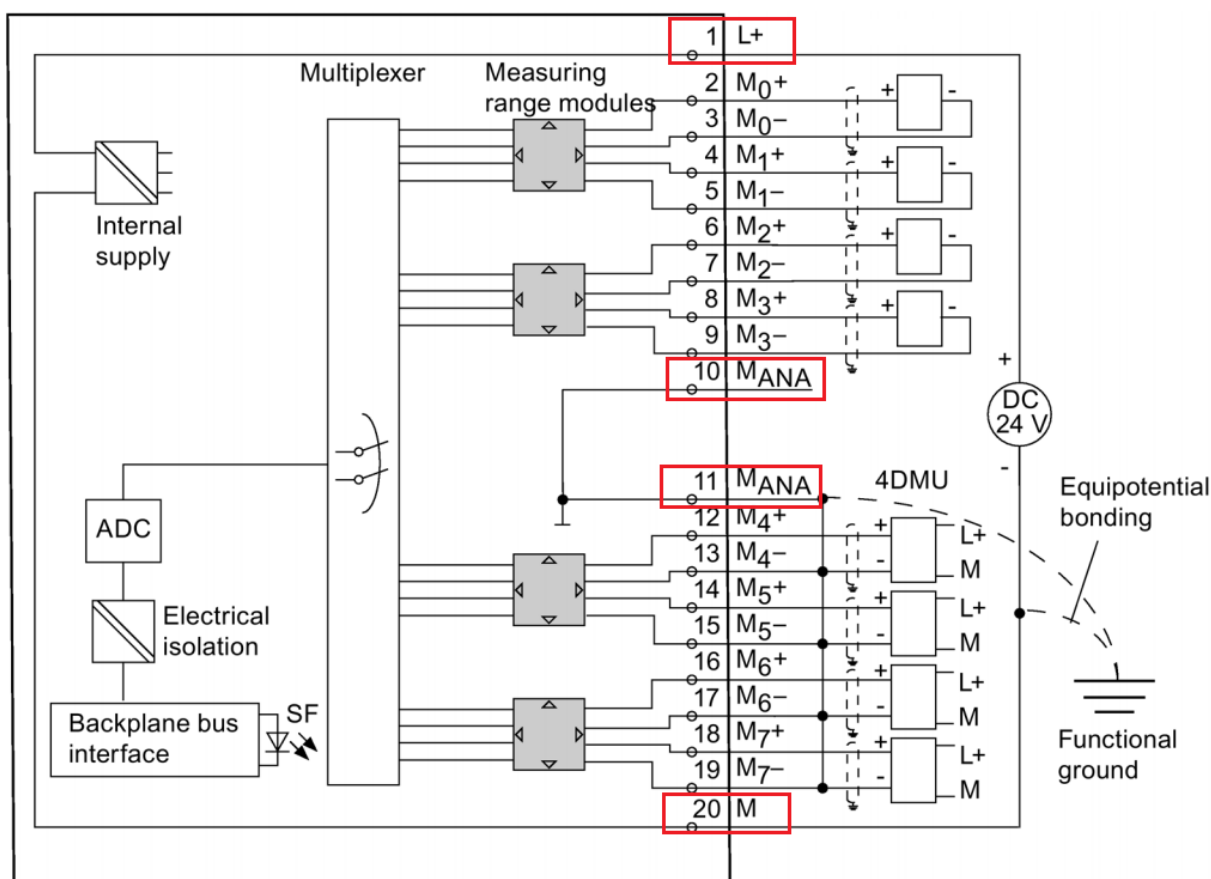 1 L+
Multiplexer
Measuring
range modules
2 M0+
3 M0−
4 M1+
5 M1−
6 M2+
7 M2−
8 M3+
9 M3−
10 MANA
+ -
+ -
+ -
+ -
Internal
supply
+
DC
24 V
-
11 MANA
4DMU
Equipotential
bonding
12 M4+
13 M4−
14 M5+
15 M5−
16 M6+
17 M6−
18 M7+
19 M7−
20 M
+ L+
- M
+ L+
- M
+ L+
- M
+ L+
- M
ADC
Electrical
isolation
Backplane bus
interface
SF
Functional
ground